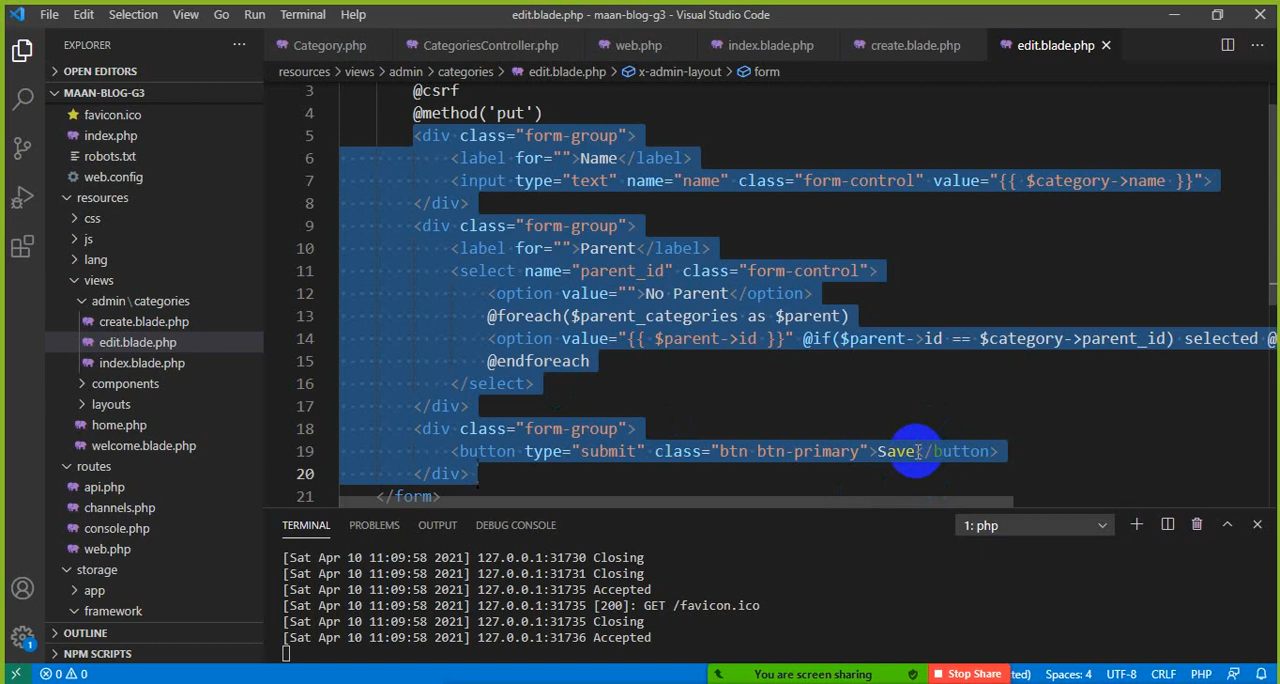 File Edit Selection View Go Run Terminal Help
edit.blade.php - maan-blog-g3 - Visual Studio Code
EXPLORER
OPEN EDITORS
MAAN-BLOG-G3
favicon.ico
index.php
robots.txt
web.config
resources
css
js
lang
views
admin\categories
create.blade.php
edit.blade.php
index.blade.php
components
layouts
home.php
welcome.blade.php
routes
api.php
channels.php
console.php
web.php
storage
app
framework
OUTLINE
NPM SCRIPTS
Category.php CategoriesController.php web.php index.blade.php create.blade.php edit.blade.php
resources > views > admin > categories > edit.blade.php > x-admin-layout > form
3 @csrf
4 @method('put')
5 <div class="form-group">
6 <label for="">Name</label>
7 <input type="text" name="name" class="form-control" value="{{ $category->name }}">
8 </div>
9 <div class="form-group">
10 <label for="">Parent</label>
11 <select name="parent_id" class="form-control">
12 <option value="">No Parent</option>
13 @foreach($parent_categories as $parent)
14 <option value="{{ $parent->id }}" @if($parent->id == $category->parent_id) selected @
15 @endforeach
16 </select>
17 </div>
18 <div class="form-group">
19 <button type="submit" class="btn btn-primary">Save</button>
20 </div>
21 </form>
TERMINAL PROBLEMS OUTPUT DEBUG CONSOLE
1: php
[Sat Apr 10 11:09:58 2021] 127.0.0.1:31730 Closing
[Sat Apr 10 11:09:58 2021] 127.0.0.1:31731 Closing
[Sat Apr 10 11:09:58 2021] 127.0.0.1:31735 Accepted
[Sat Apr 10 11:09:58 2021] 127.0.0.1:31735 [200]: GET /favicon.ico
[Sat Apr 10 11:09:58 2021] 127.0.0.1:31735 Closing
[Sat Apr 10 11:09:58 2021] 127.0.0.1:31736 Accepted
1
0 0
You are screen sharing
Stop Share
ted) Spaces: 4 UTF-8 CRLF PHP